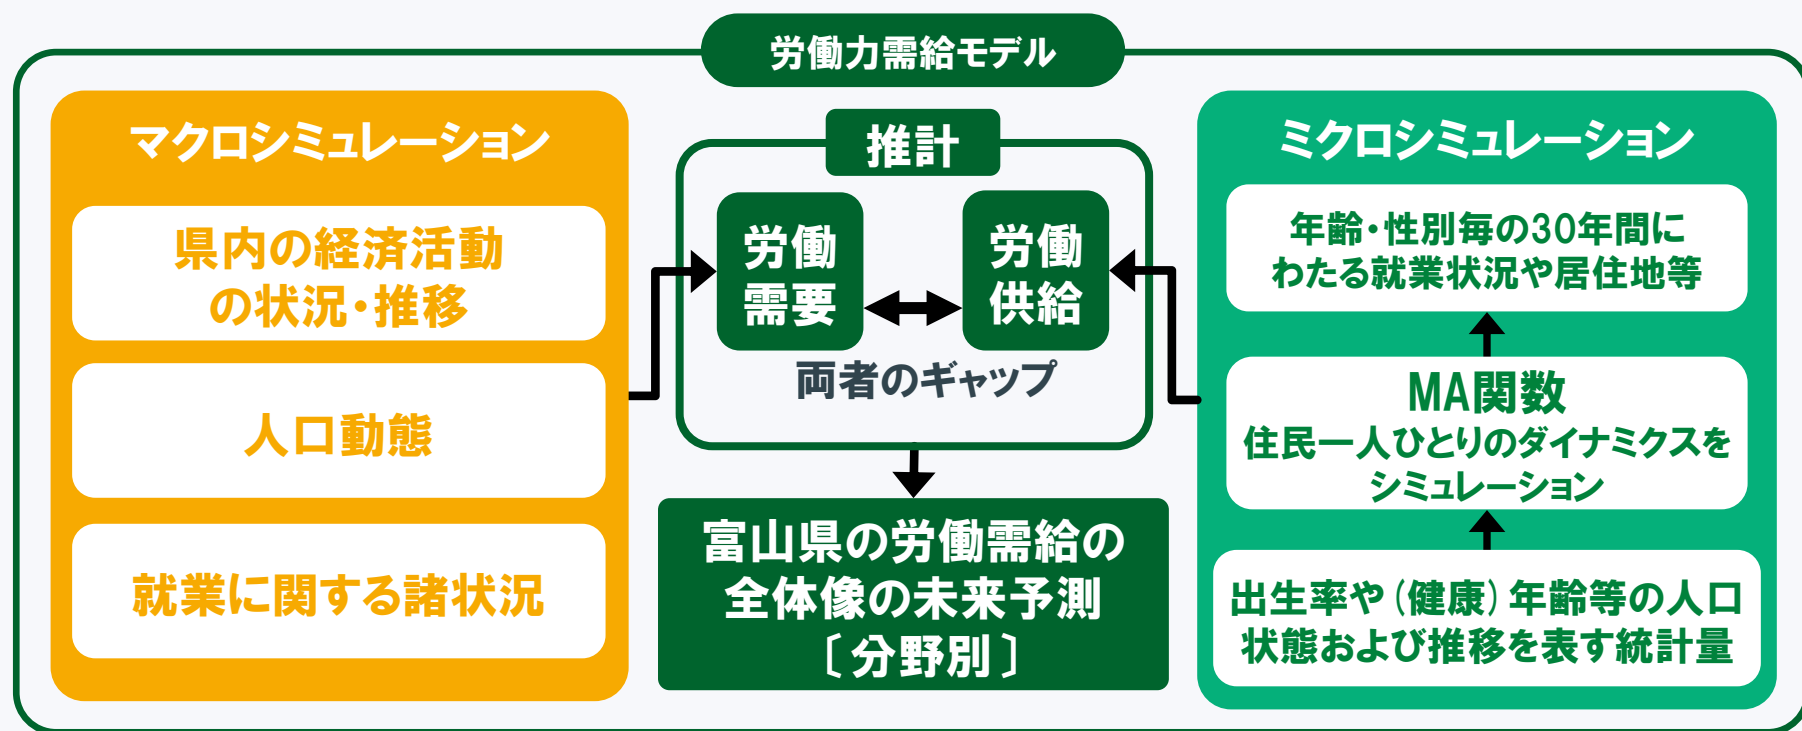 労働力需給モデル
マクロシミュレーション
県内の経済活動
の状況・推移
人口動態
就業に関する諸状況
推計
労働
需要
労働
供給
両者のギャップ
富山県の労働需給の
全体像の未来予測
〔分野別〕
ミクロシミュレーション
年齢・性別毎の30年間に
わたる就業状況や居住地等
MA関数
住民一人ひとりのダイナミクスを
シミュレーション
出生率や(健康)年齢等の人口
状態および推移を表す統計量